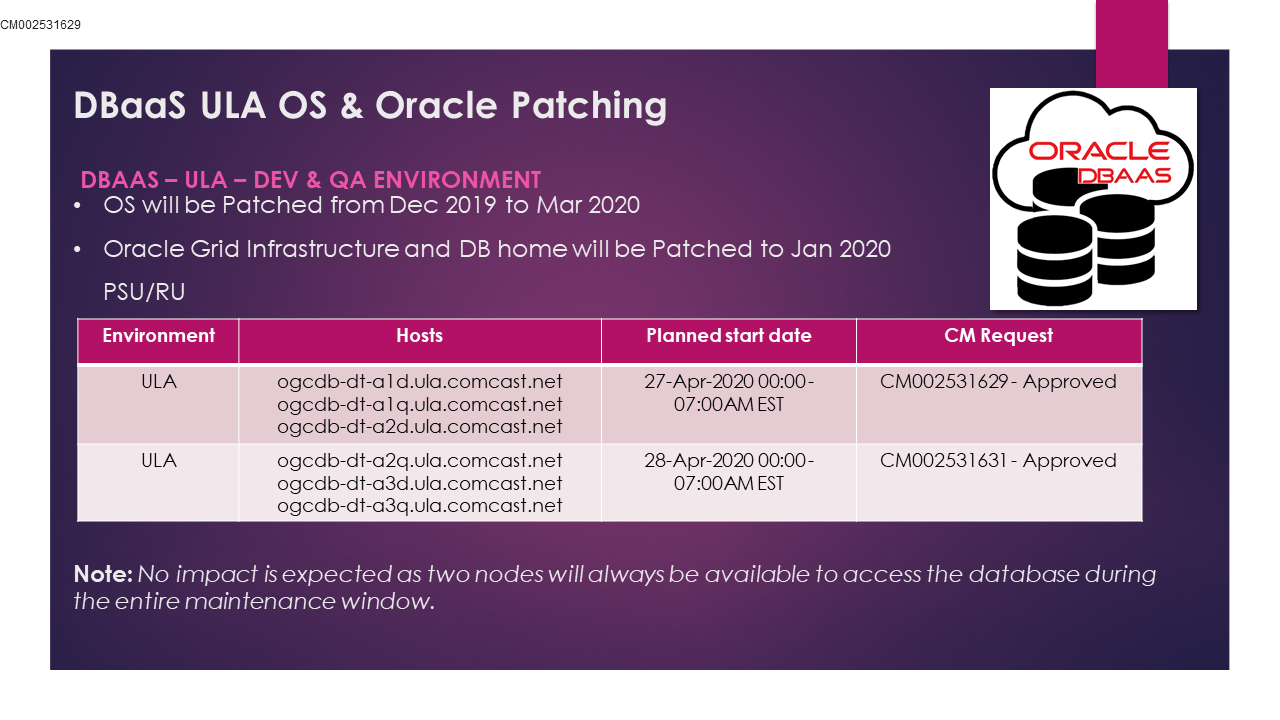 CM002531629
DBaaS ULA OS & Oracle Patching
ORACLE
DBAAS
DBAAS – ULA – DEV & QA ENVIRONMENT
• OS will be Patched from Dec 2019 to Mar 2020
• Oracle Grid Infrastructure and DB home will be Patched to Jan 2020
PSU/RU
Environment Hosts Planned start date CM Request
ULA ogcdb-dt-a1d.ula.comcast.net 27-Apr-2020 00:00 - CM002531629 - Approved
ogcdb-dt-a1q.ula.comcast.net 07:00AM EST
ogcdb-dt-a2d.ula.comcast.net
ULA ogcdb-dt-a2q.ula.comcast.net 28-Apr-2020 00:00 - CM002531631 - Approved
ogcdb-dt-a3d.ula.comcast.net 07:00AM EST
ogcdb-dt-a3q.ula.comcast.net
Note: No impact is expected as two nodes will always be available to access the database during
the entire maintenance window.